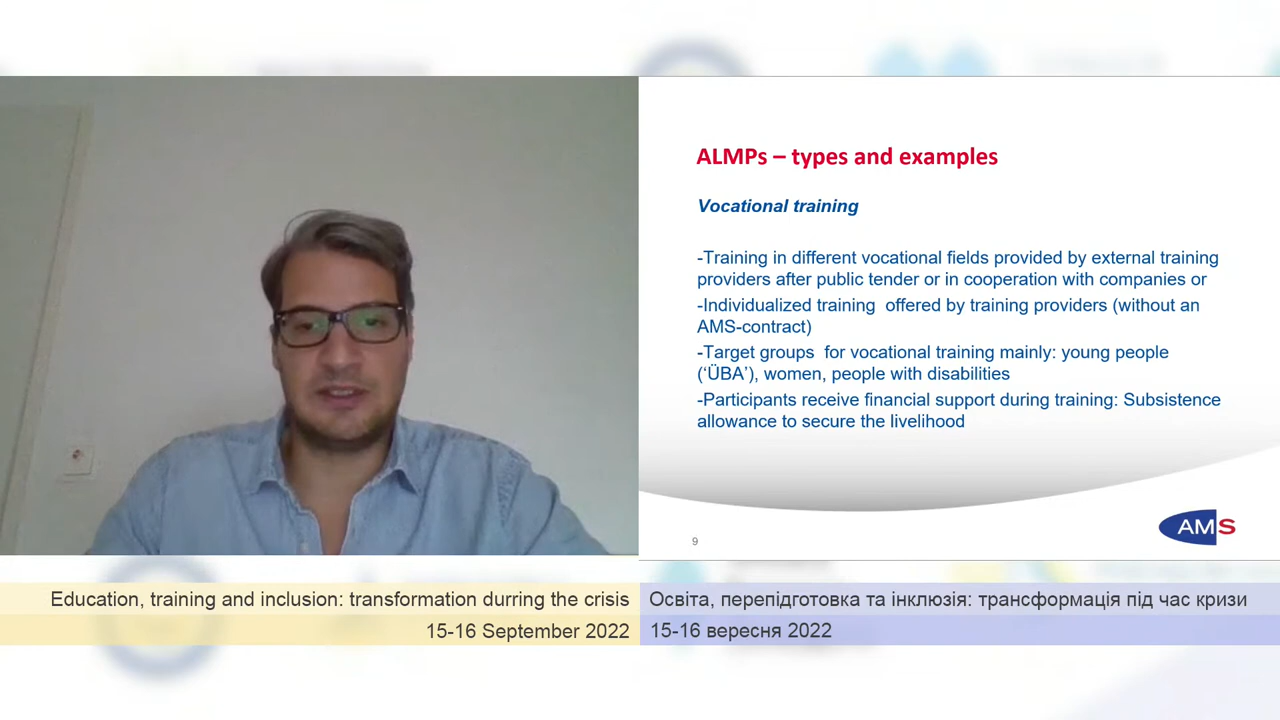 ALMPs – types and examples
Vocational training
-Training in different vocational fields provided by external training
providers after public tender or in cooperation with companies or
-Individualized training  offered by training providers (without an
AMS-contract)
-Target groups  for vocational training mainly: young people
(‘ÜBA’), women, people with disabilities
-Participants receive financial support during training: Subsistence
allowance to secure the livelihood
9
AMS
Education, training and inclusion: transformation durring the crisis
15-16 September 2022
Освіта, перепідготовка та інклюзія: трансформація під час кризи
15-16 вересня 2022